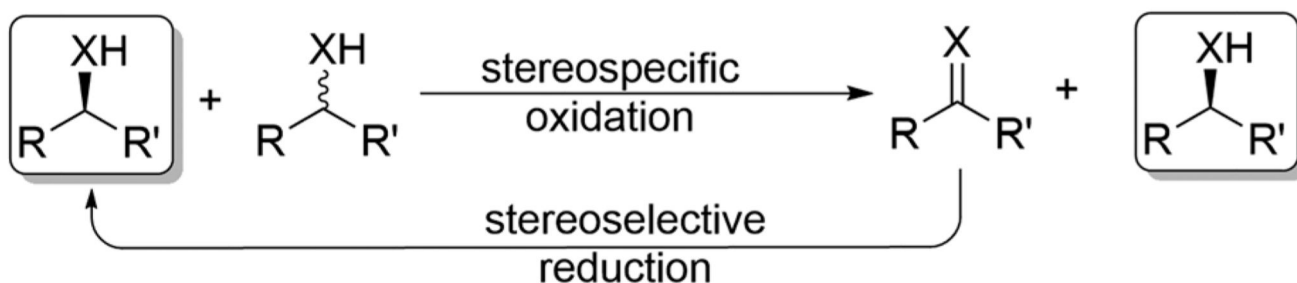 XH
R R'
+
XH
R R'
stereospecific
oxidation
X
R R'
+
XH
R R'
stereoselective
reduction